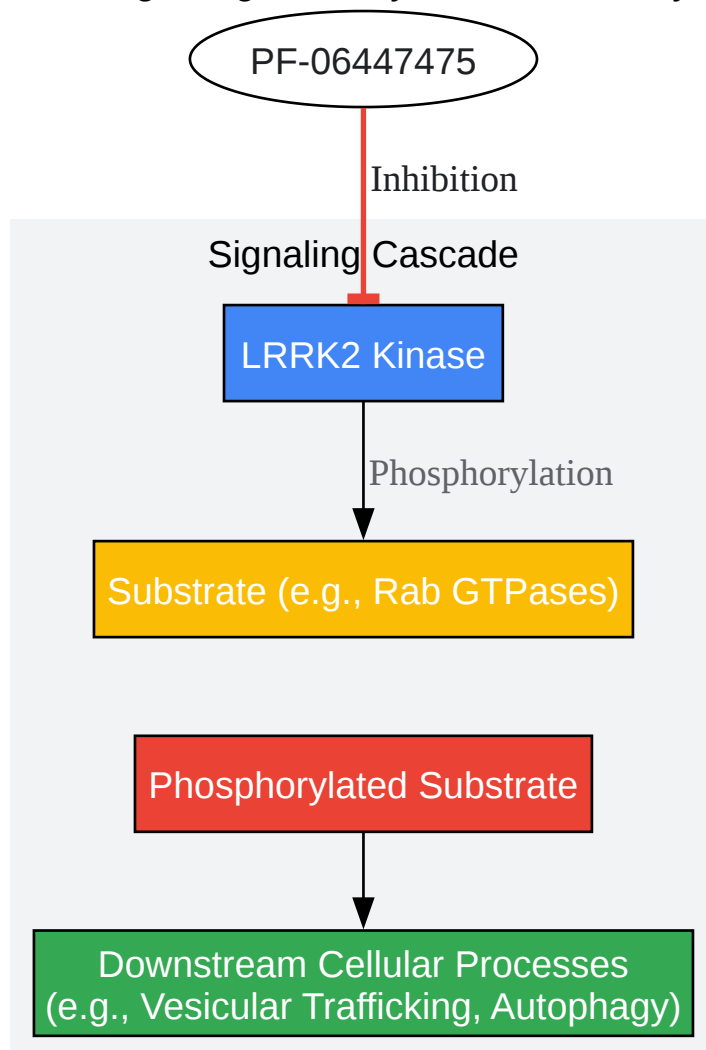 PF-06447475
Inhibition
Signaling Cascade
LRRK2 Kinase
Phosphorylation
Substrate (e.g., Rab GTPases)
Phosphorylated Substrate
Downstream Cellular Processes
(e.g., Vesicular Trafficking, Autophagy)